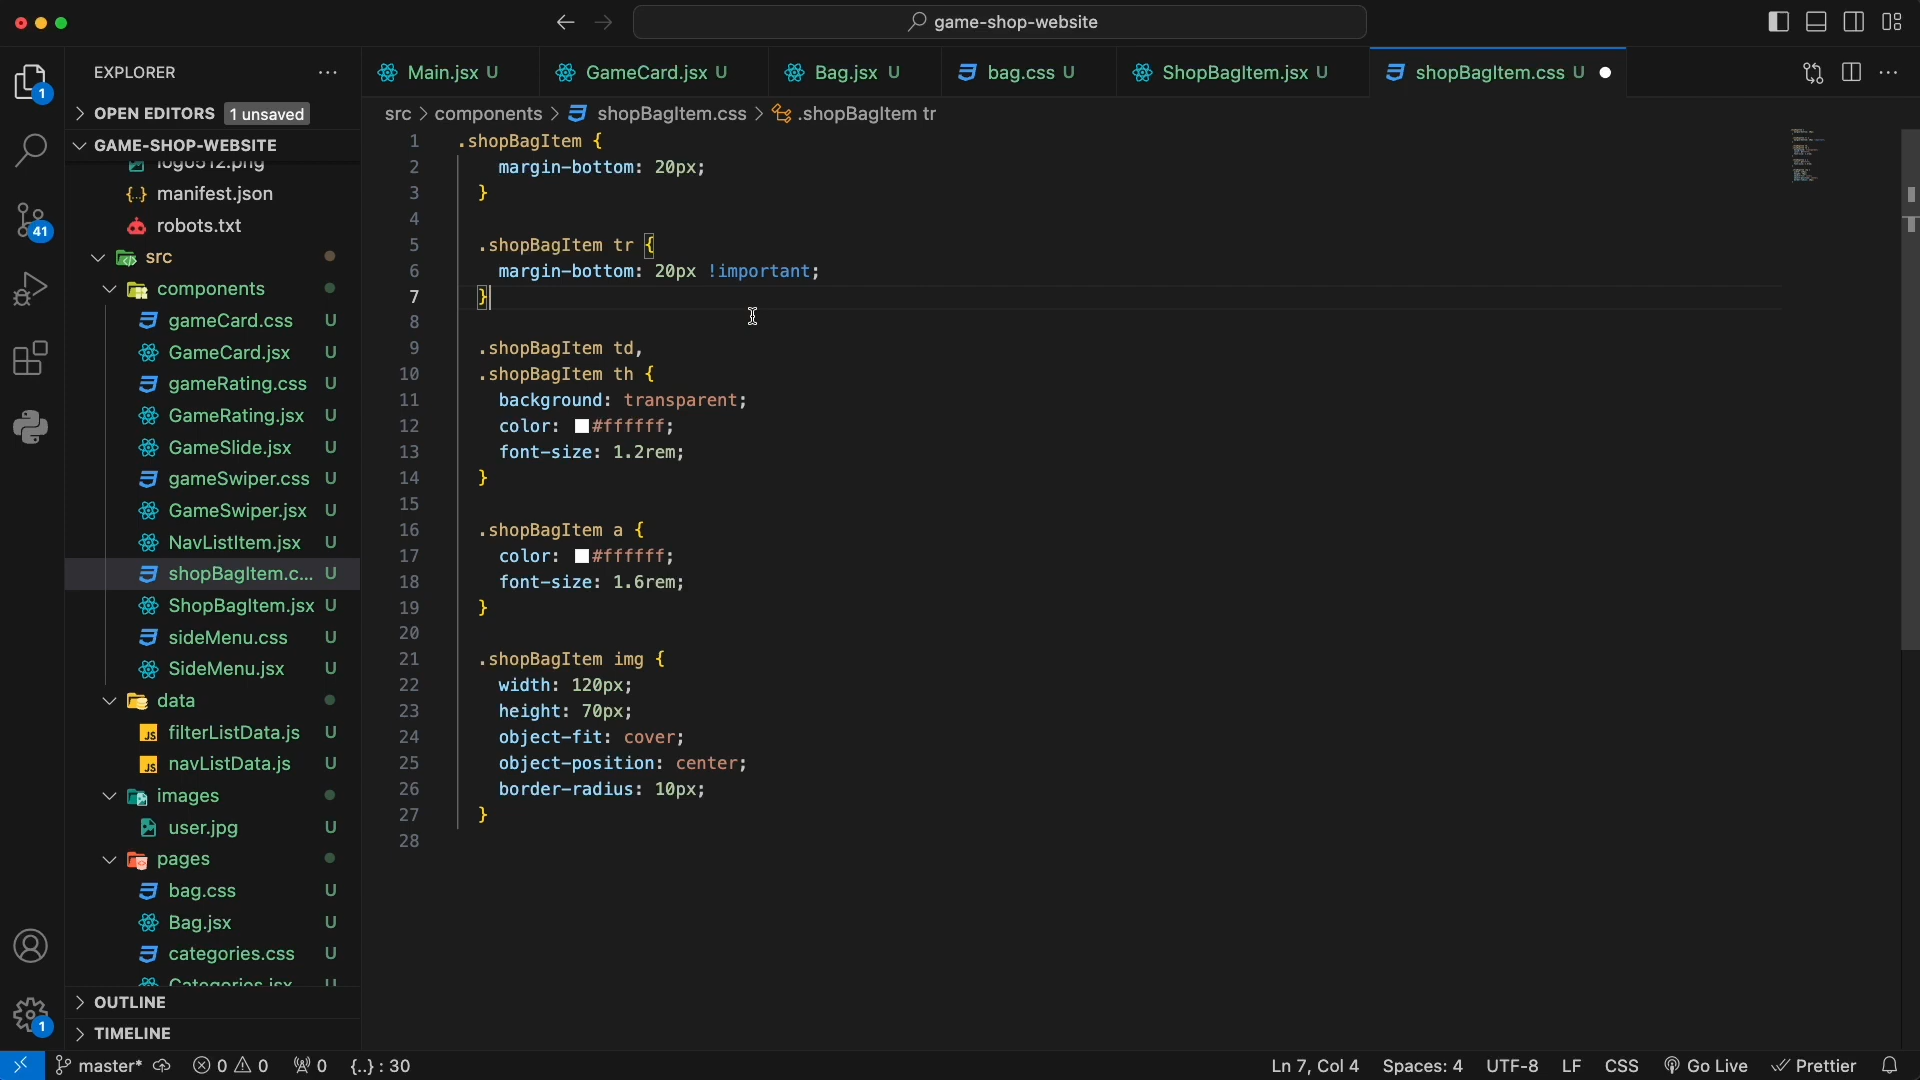 game-shop-website
EXPLORER
OPEN EDITORS 1 unsaved
GAME-SHOP-WEBSITE
logo512.png
manifest.json
robots.txt
src
components
gameCard.css U
GameCard.jsx U
gameRating.css U
GameRating.jsx U
GameSlide.jsx U
gameSwiper.css U
GameSwiper.jsx U
NavListItem.jsx U
shopBagItem.c... U
ShopBagItem.jsx U
sideMenu.css U
SideMenu.jsx U
data
filterListData.js U
navListData.js U
images
user.jpg U
pages
bag.css U
Bag.jsx U
categories.css U
Categories.jsx U
OUTLINE
TIMELINE
1
41
1
Main.jsx U
GameCard.jsx U
Bag.jsx U
bag.css U
ShopBagItem.jsx U
shopBagItem.css U
src > components > shopBagItem.css > .shopBagItem tr
1 .shopBagItem {
2 margin-bottom: 20px;
3 }
4
5 .shopBagItem tr {
6 margin-bottom: 20px !important;
7 }
8
9 .shopBagItem td,
10 .shopBagItem th {
11 background: transparent;
12 color: #ffffff;
13 font-size: 1.2rem;
14 }
15
16 .shopBagItem a {
17 color: #ffffff;
18 font-size: 1.6rem;
19 }
20
21 .shopBagItem img {
22 width: 120px;
23 height: 70px;
24 object-fit: cover;
25 object-position: center;
26 border-radius: 10px;
27 }
28
master* 0 0 0 {..} : 30
Ln 7, Col 4 Spaces: 4 UTF-8 LF CSS Go Live Prettier